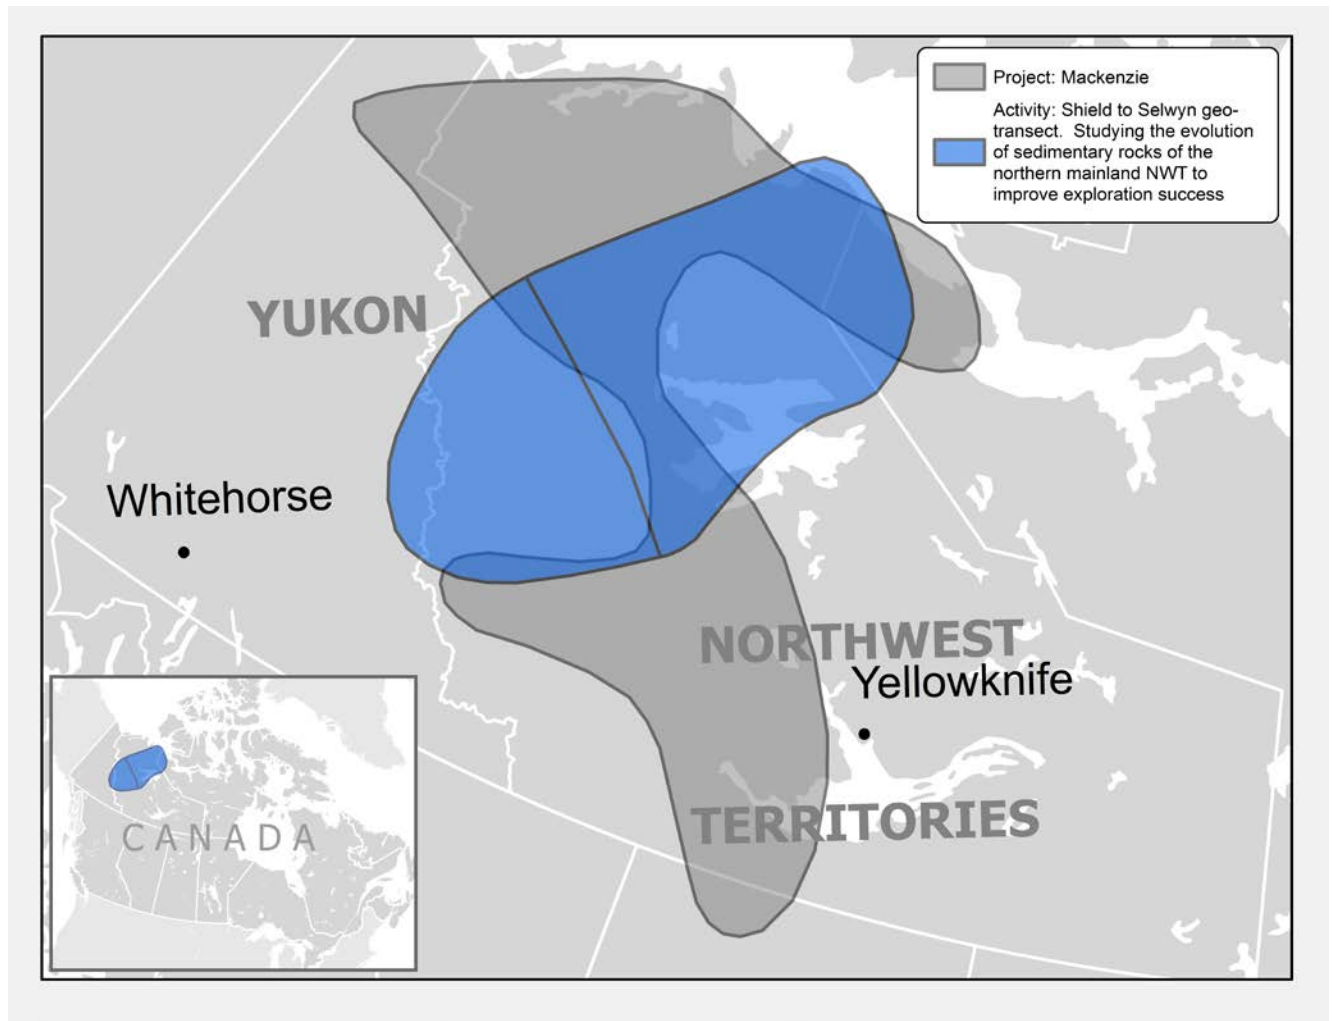 Project: Mackenzie
Activity: Shield to Selwyn geo-
transect. Studying the evolution
of sedimentary rocks of the
northern mainland NWT to
improve exploration success
YUKON
Whitehorse
NORTHWEST
Yellowknife
TERRITORIES
CANADA